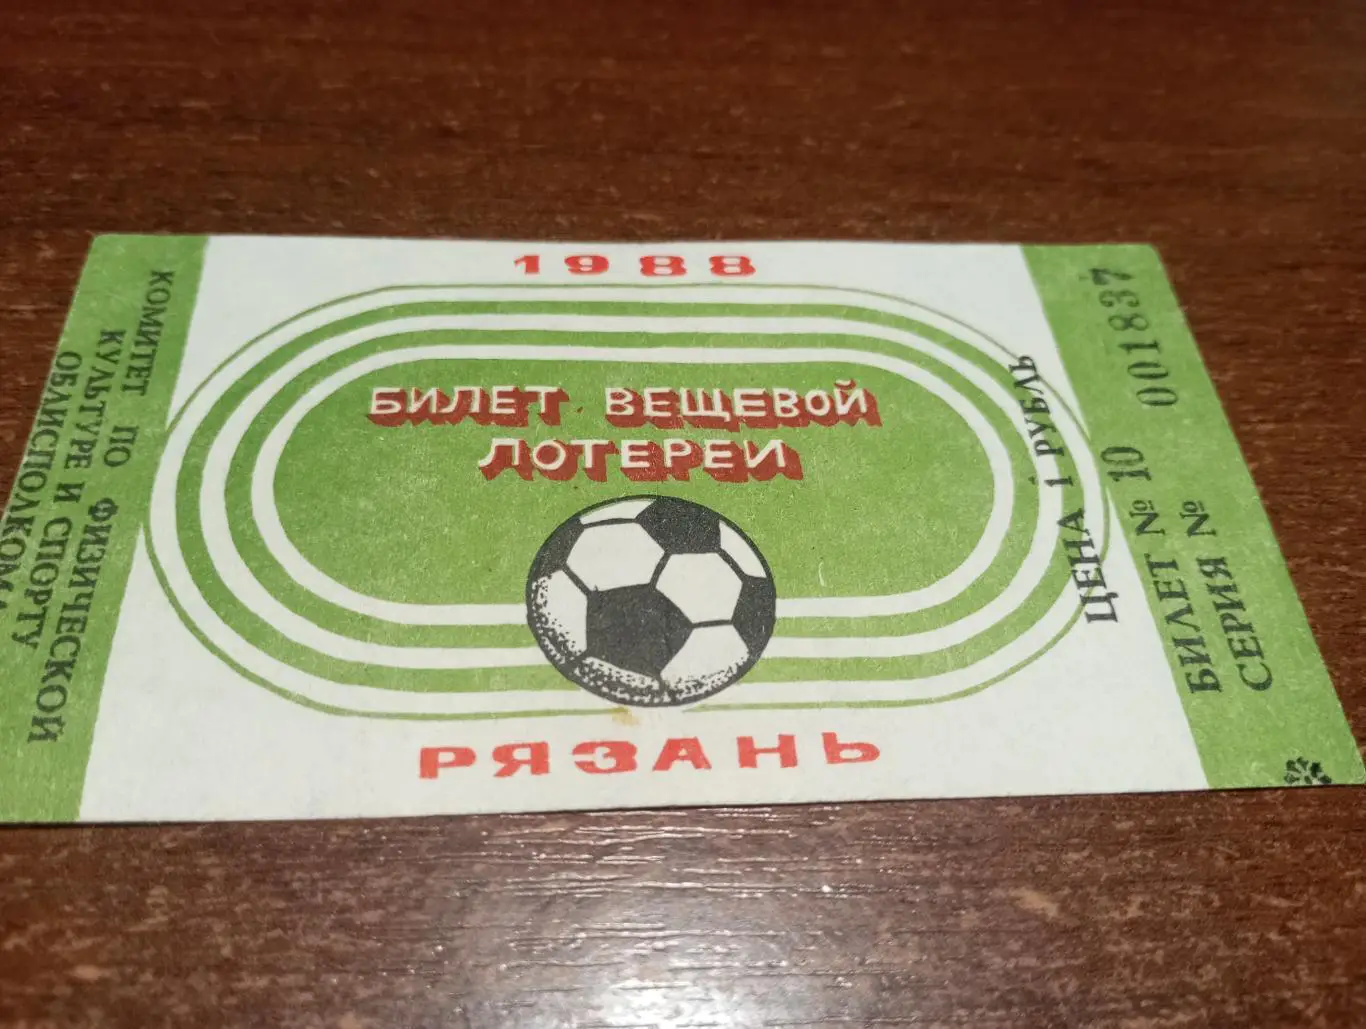 1988
БИЛЕТ ВЕЩЕВОЙ
ЛОТЕРЕИ
РЯЗАНЬ
КОМИТЕТ ПО ФИЗИЧЕСКОЙ
КУЛЬТУРЕ И СПОРТУ
ОБЛИСПОЛКОМА
ЦЕНА 1 РУБЛЬ
БИЛЕТ № 10
СЕРИЯ № 001837